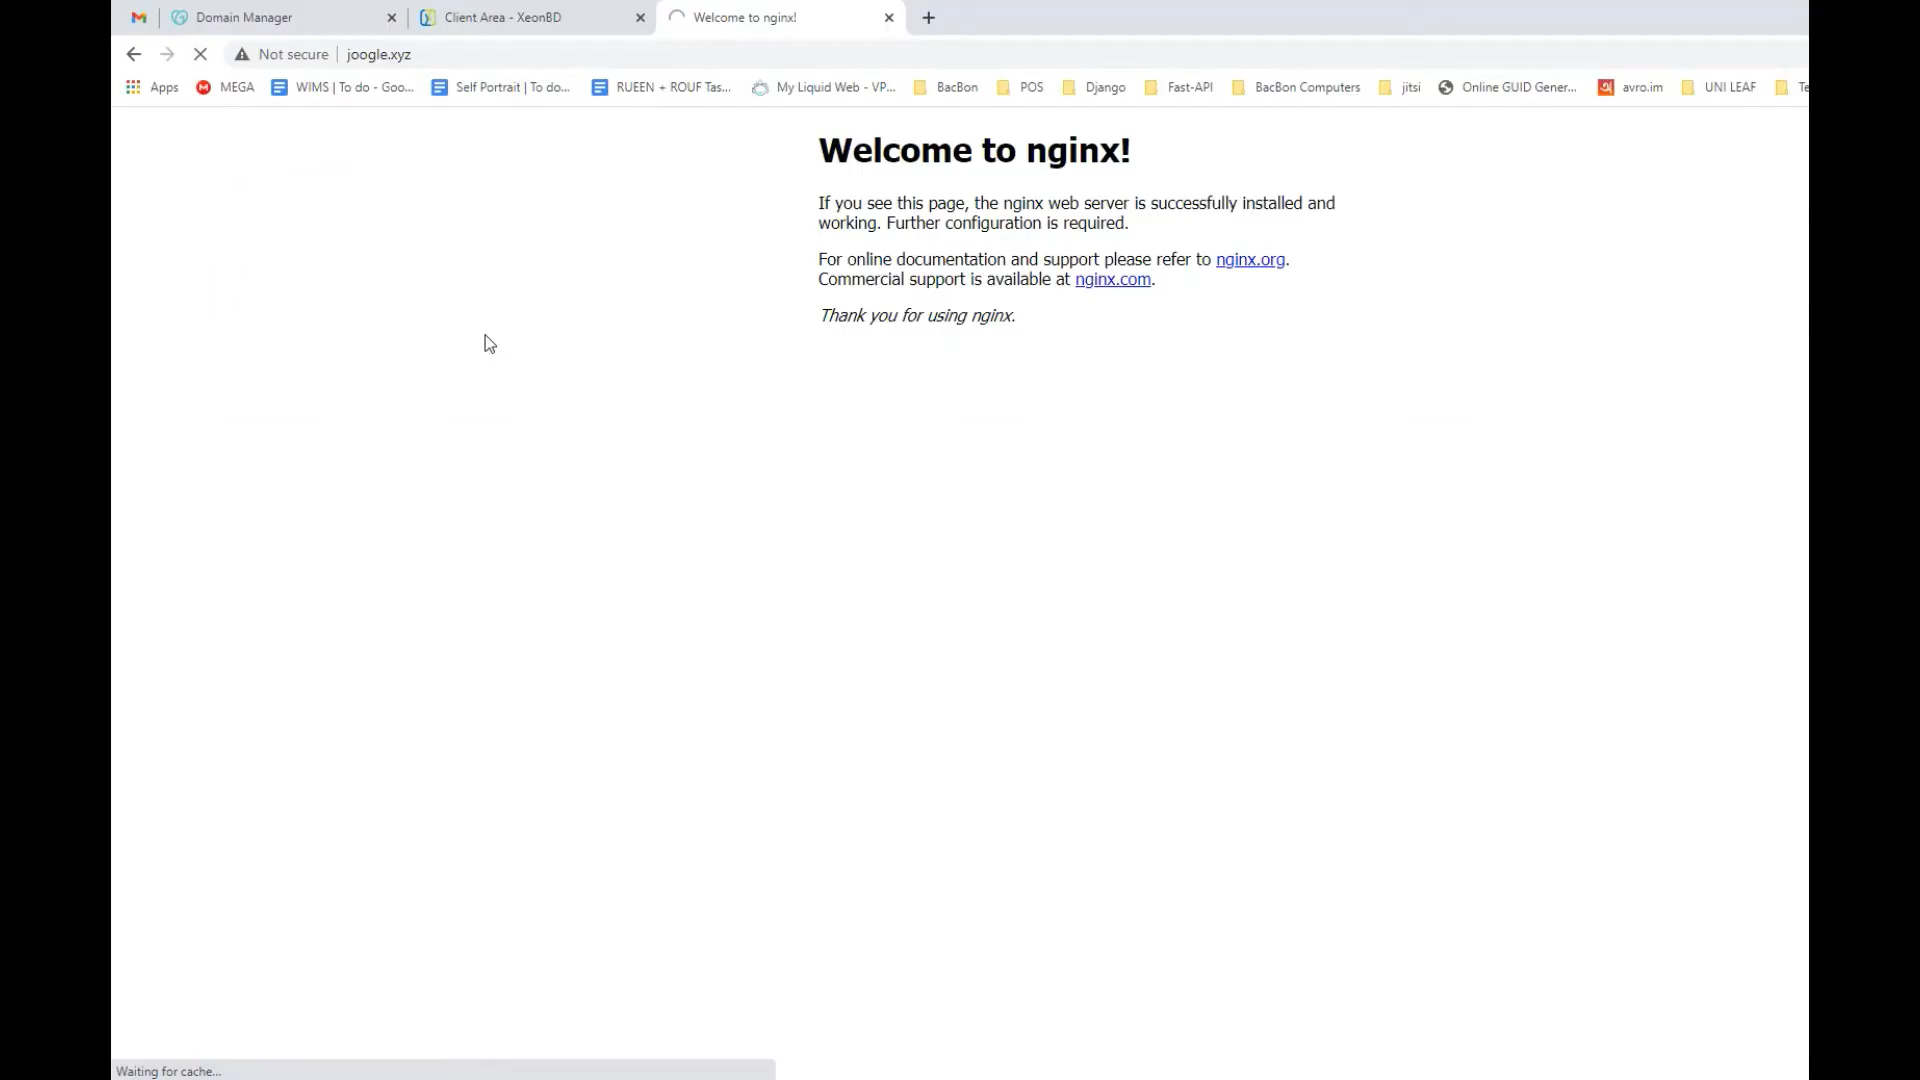 Domain Manager
Client Area - XeonBD
Welcome to nginx!
Not secure
joogle.xyz
Apps
MEGA
WIMS | To do - Goo...
Self Portrait | To do...
RUEEN + ROUF Tas...
My Liquid Web - VP...
BacBon
POS
Django
Fast-API
BacBon Computers
jitsi
Online GUID Gener...
avro.im
UNI LEAF
Te
Welcome to nginx!
If you see this page, the nginx web server is successfully installed and
working. Further configuration is required.
For online documentation and support please refer to nginx.org.
Commercial support is available at nginx.com.
Thank you for using nginx.
Waiting for cache...